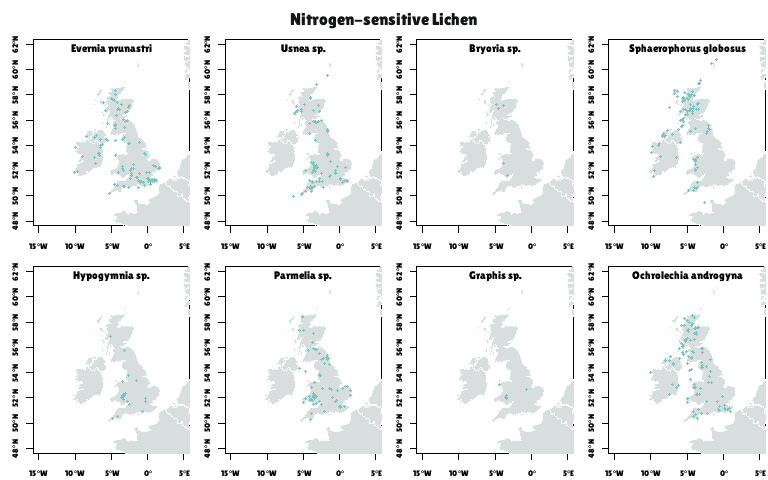 Nitrogen-sensitive Lichen
Evernia prunastri
Usnea sp.
Bryoria sp.
Sphaerophorus globosus
62°N
60°N
58°N
56°N
54°N
52°N
50°N
48°N
62°N
60°N
58°N
56°N
54°N
52°N
50°N
48°N
62°N
60°N
58°N
56°N
54°N
52°N
50°N
48°N
62°N
60°N
58°N
56°N
54°N
52°N
50°N
48°N
15°W 10°W 5°W 0° 5°E
15°W 10°W 5°W 0° 5°E
15°W 10°W 5°W 0° 5°E
15°W 10°W 5°W 0° 5°E
Hypogymnia sp.
Parmelia sp.
Graphis sp.
Ochrolechia androgyna
62°N
60°N
58°N
56°N
54°N
52°N
50°N
48°N
62°N
60°N
58°N
56°N
54°N
52°N
50°N
48°N
62°N
60°N
58°N
56°N
54°N
52°N
50°N
48°N
62°N
60°N
58°N
56°N
54°N
52°N
50°N
48°N
15°W 10°W 5°W 0° 5°E
15°W 10°W 5°W 0° 5°E
15°W 10°W 5°W 0° 5°E
15°W 10°W 5°W 0° 5°E